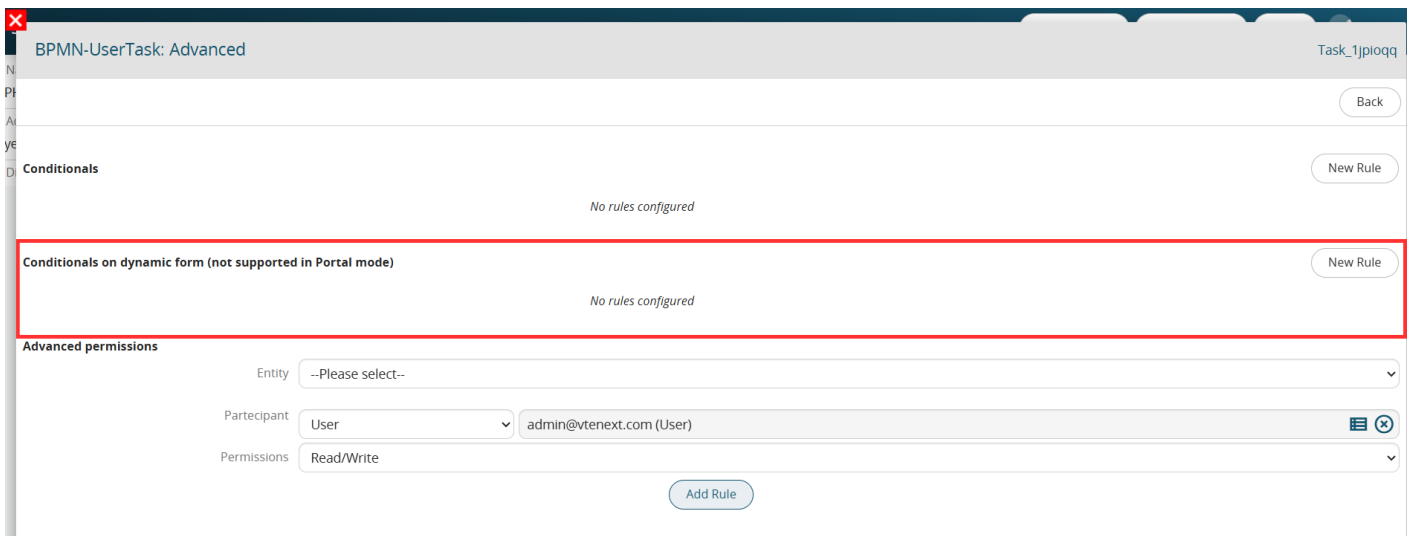 BPMN-UserTask: Advanced
Task_1jpioqq
Back
Conditionals
New Rule
No rules configured
Conditionals on dynamic form (not supported in Portal mode)
New Rule
No rules configured
Advanced permissions
Entity
--Please select--
Partecipant
User
admin@vtenext.com (User)
Permissions
Read/Write
Add Rule